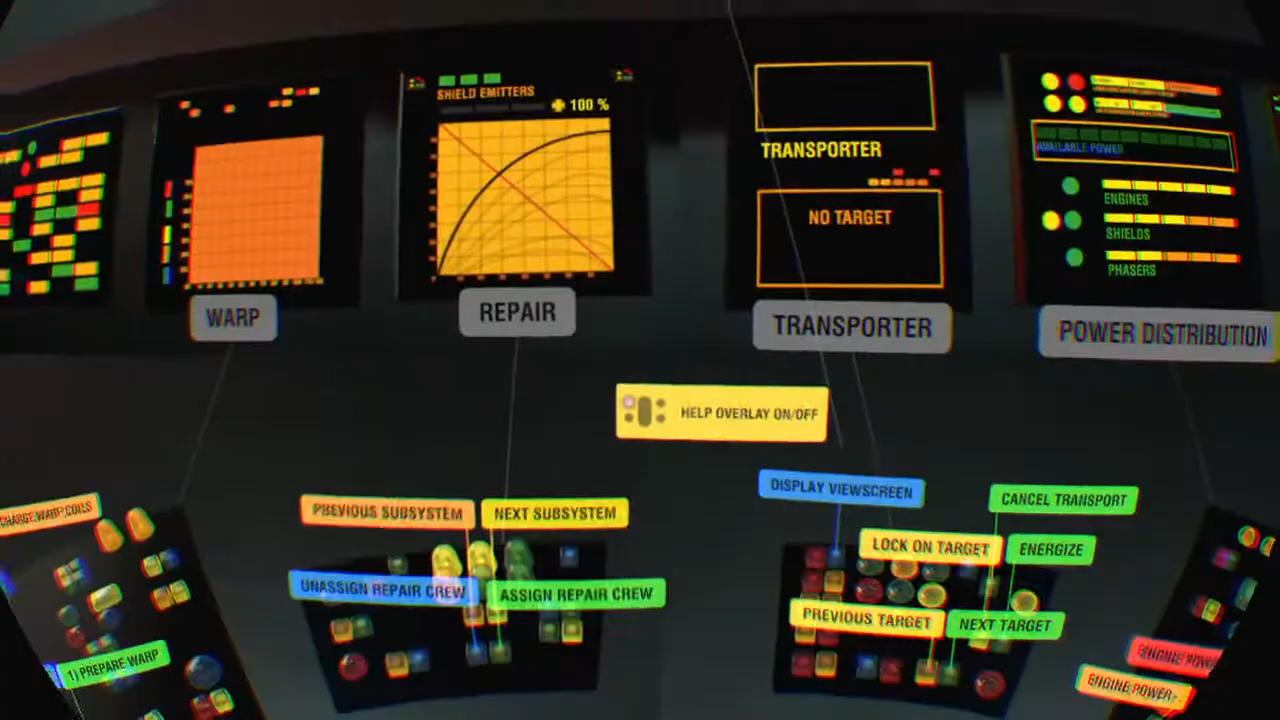 SHIELD EMITTERS
100 %
TRANSPORTER
NO TARGET
AVAILABLE POWER
ENGINES
SHIELDS
PHASERS
WARP
REPAIR
TRANSPORTER
POWER DISTRIBUTION
HELP OVERLAY ON/OFF
DISPLAY VIEWSCREEN
CANCEL TRANSPORT
CHARGE WARP COILS
PREVIOUS SUBSYSTEM
NEXT SUBSYSTEM
LOCK ON TARGET
ENERGIZE
UNASSIGN REPAIR CREW
ASSIGN REPAIR CREW
PREVIOUS TARGET
NEXT TARGET
1) PREPARE WARP
ENGINE POWER-